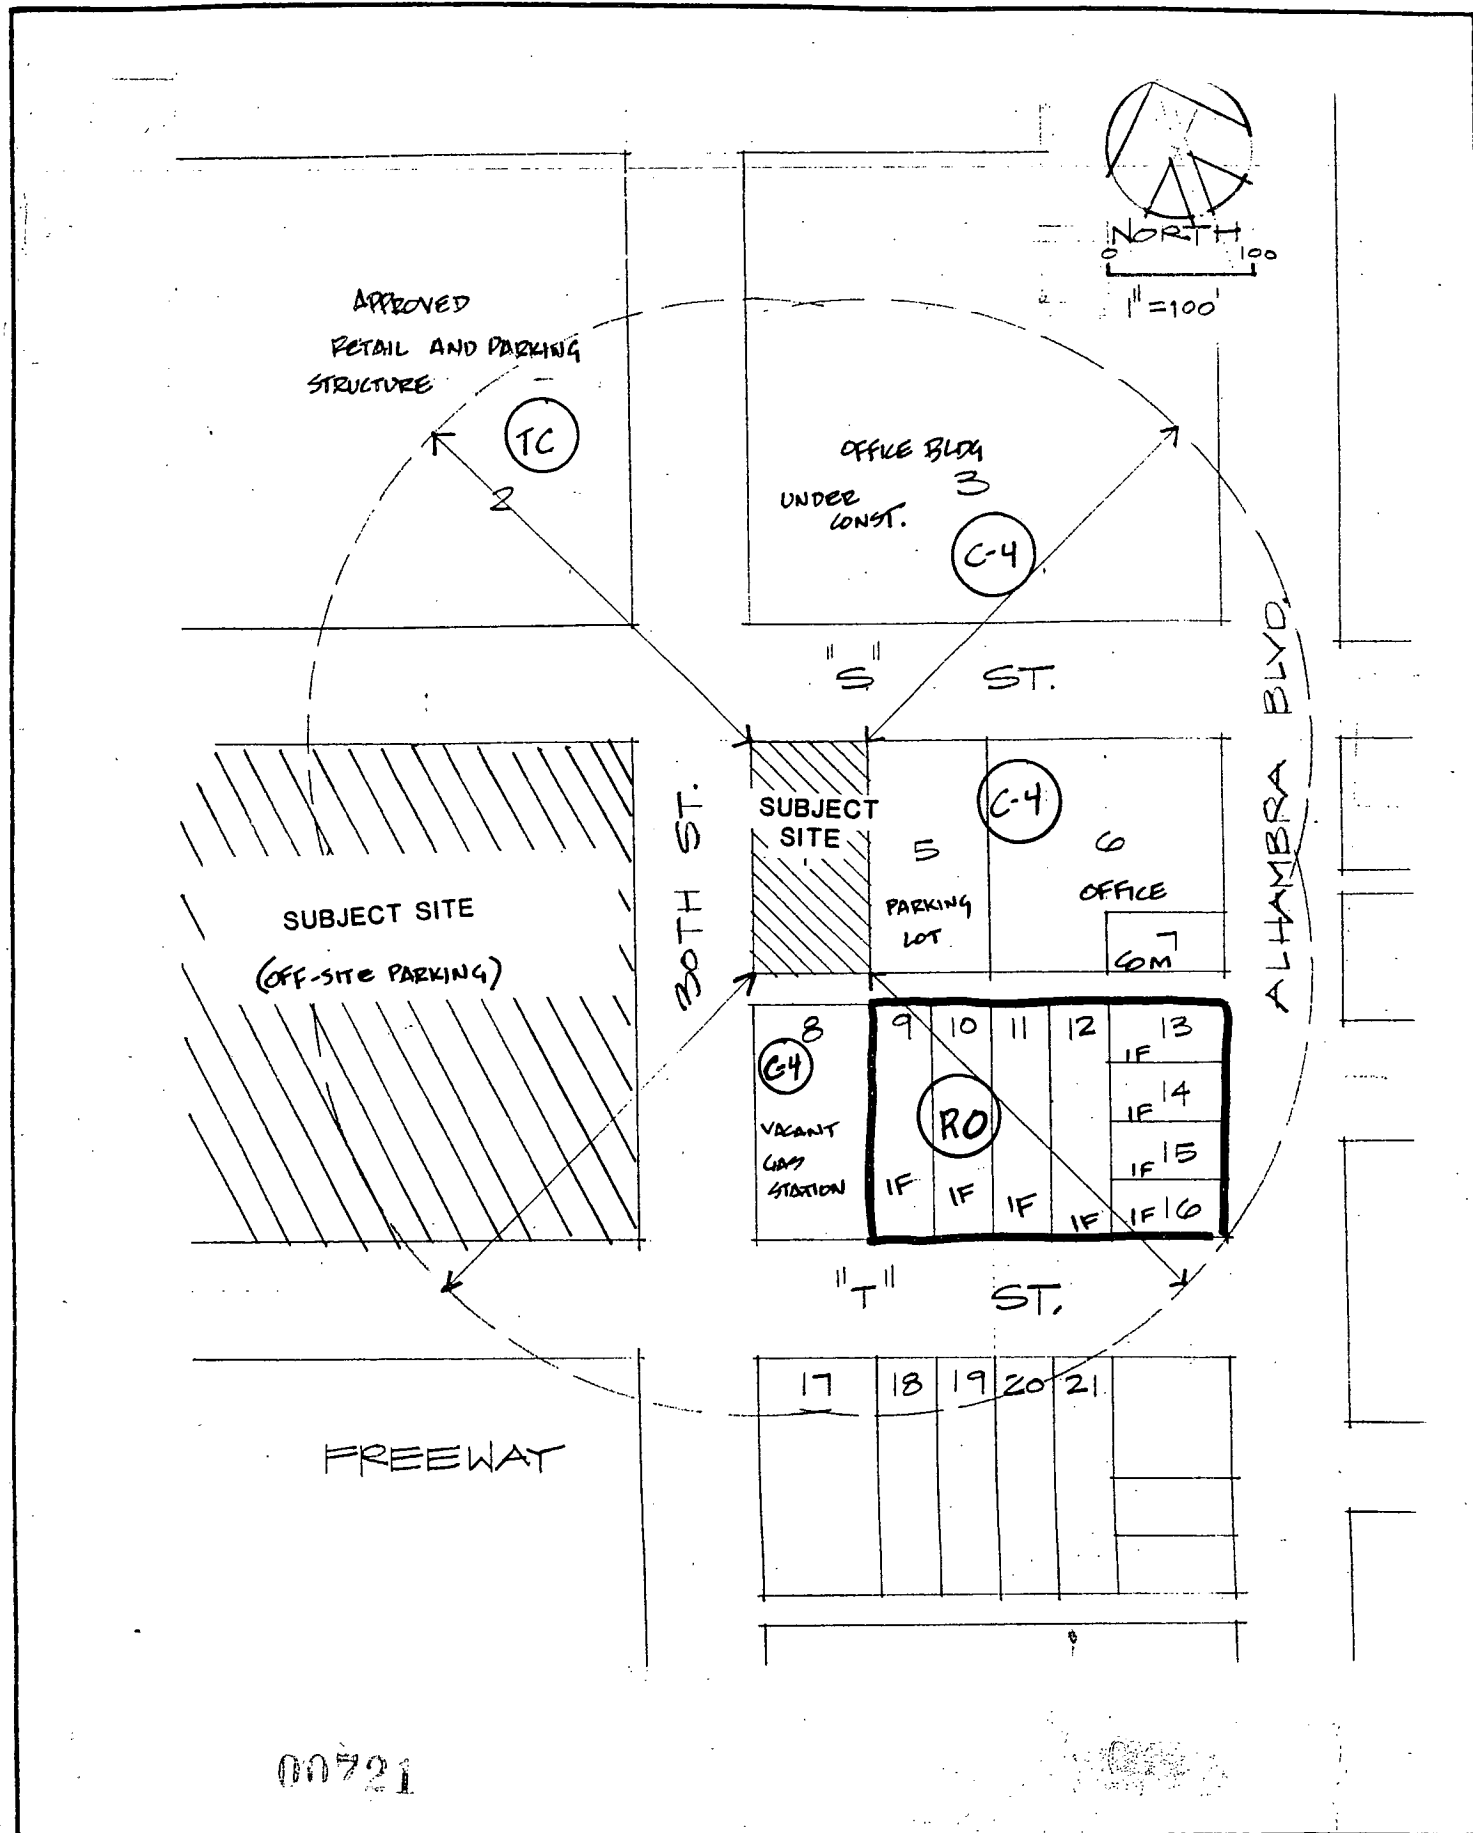 NORTH
0 100
1" = 100'
APPROVED
RETAIL AND PARKING
STRUCTURE
TC
2
OFFICE BLDG
3
UNDER
CONST.
C-4
"S" ST.
ALHAMBRA BLVD.
30TH ST.
SUBJECT
SITE
C-4
5
PARKING
LOT
6
OFFICE
7
SUBJECT SITE
(OFF-SITE PARKING)
8
C-4
VACANT
GAS
STATION
9 10 11 12 13
1F
14
1F
15
1F
16
1F
RO
1F 1F 1F 1F
"T" ST.
17 18 19 20 21
FREEWAY
00721